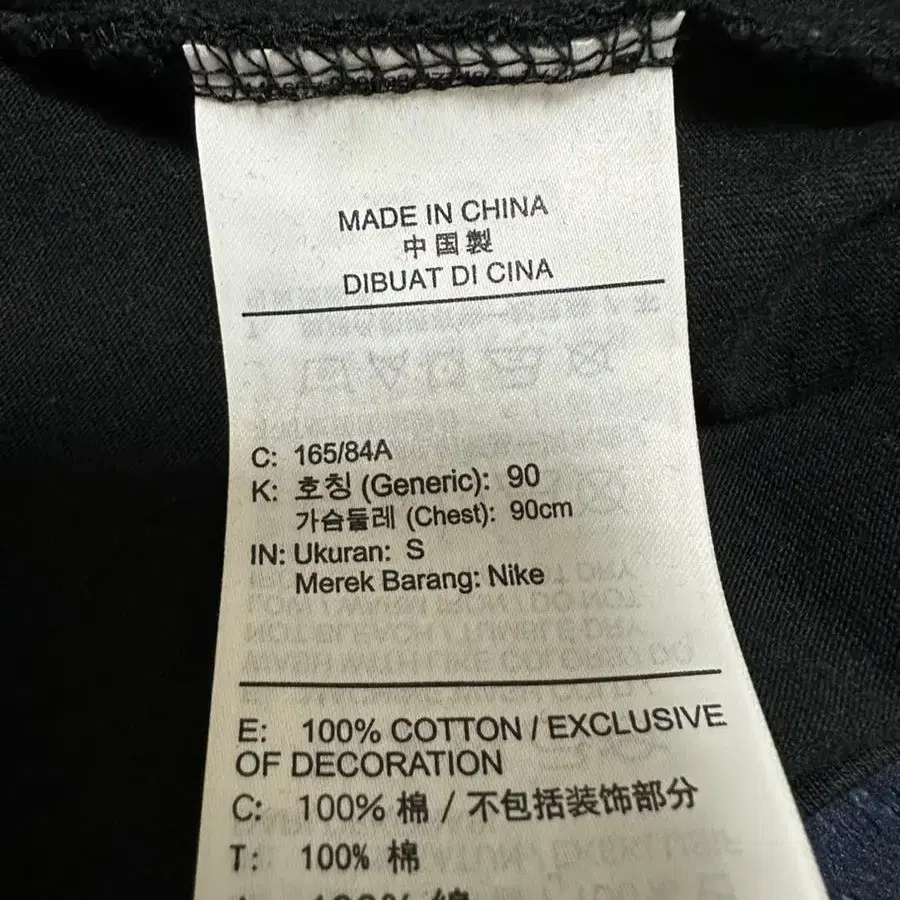 MADE IN CHINA
中国製
DIBUAT DI CINA
C: 165/84A
K: 호칭 (Generic): 90
가슴둘레 (Chest): 90cm
IN: Ukuran: S
Merek Barang: Nike
E: 100% COTTON / EXCLUSIVE
OF DECORATION
C: 100% 棉 / 不包括装饰部分
T: 100% 棉